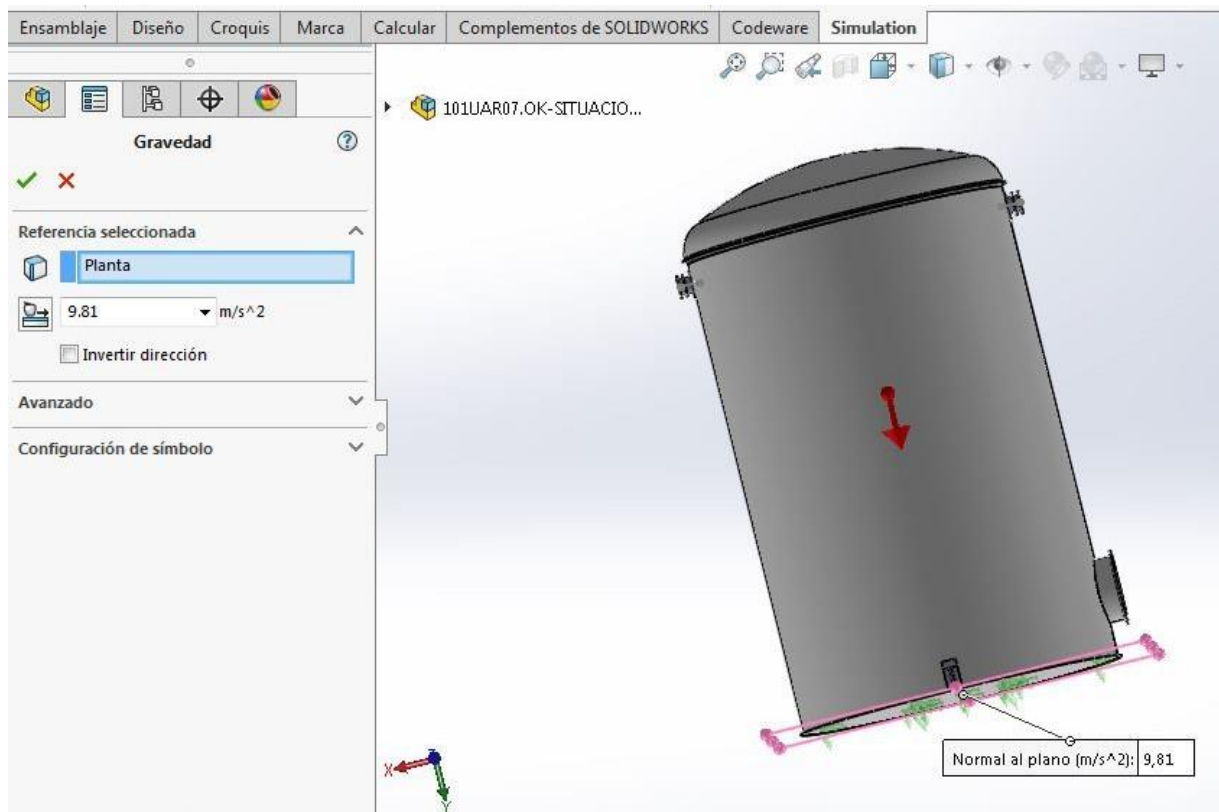 Ensamblaje Diseño Croquis Marca Calcular Complementos de SOLIDWORKS Codeware Simulation
101UAR07.OK-SITUACIO...
Gravedad
Referencia seleccionada
Planta
9.81 m/s^2
Invertir dirección
Avanzado
Configuración de símbolo
Normal al plano (m/s^2): 9,81
X
Y